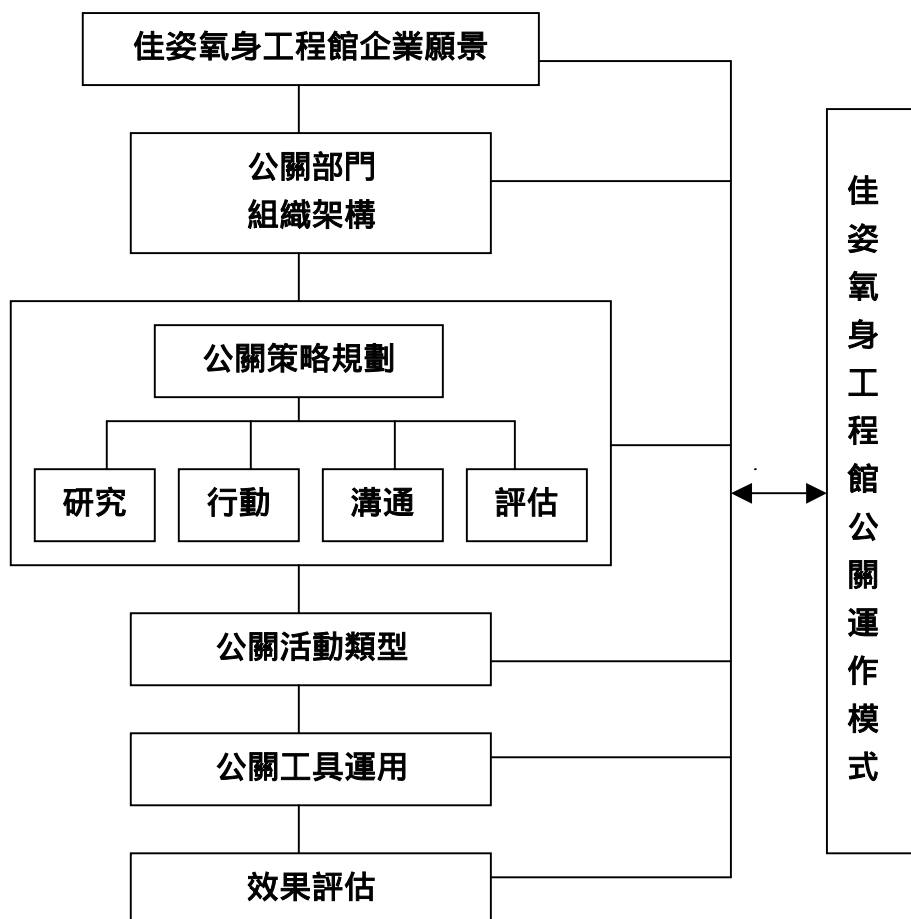 佳姿氧身工程館企業願景
公關部門
組織架構
公關策略規劃
研究
行動
溝通
評估
公關活動類型
公關工具運用
效果評估
佳姿氧身工程館公關運作模式